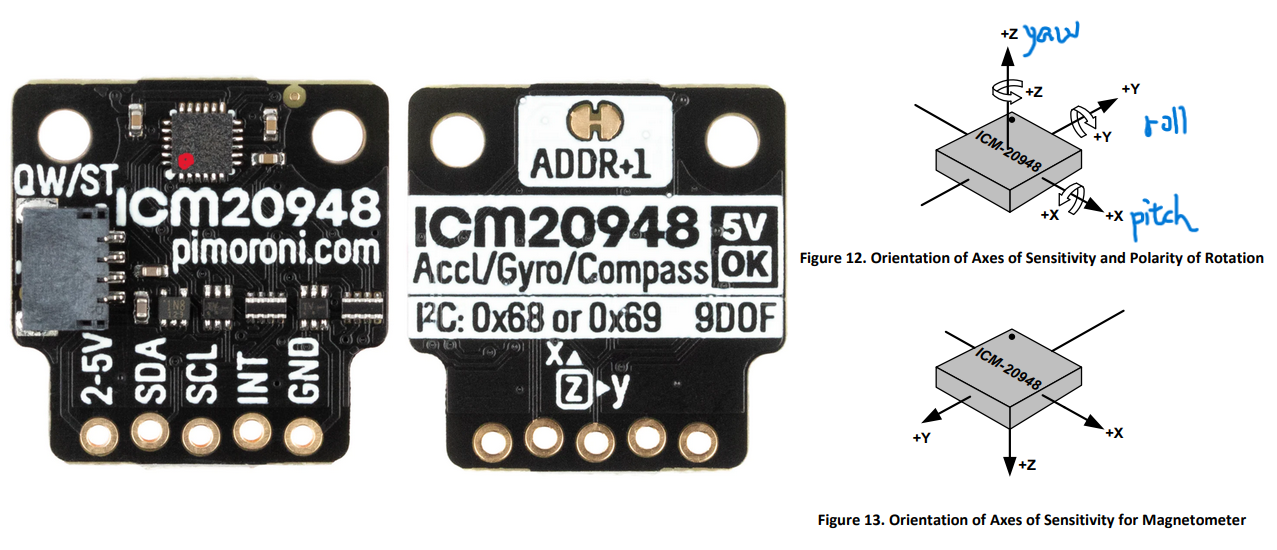 QW/ST
ICM20948
pimoroni.com
2-5V
SDA
SCL
INT
GND
ADDR+1
ICM20948
5V
OK
Accl/Gyro/Compass
I²C: 0x68 or 0x69 9DOF
X
Z
y
+Z yaw
+Z
+Y
+Y
roll
ICM-20948
+X
+X pitch
Figure 12. Orientation of Axes of Sensitivity and Polarity of Rotation
ICM-20948
+Y
+X
+Z
Figure 13. Orientation of Axes of Sensitivity for Magnetometer